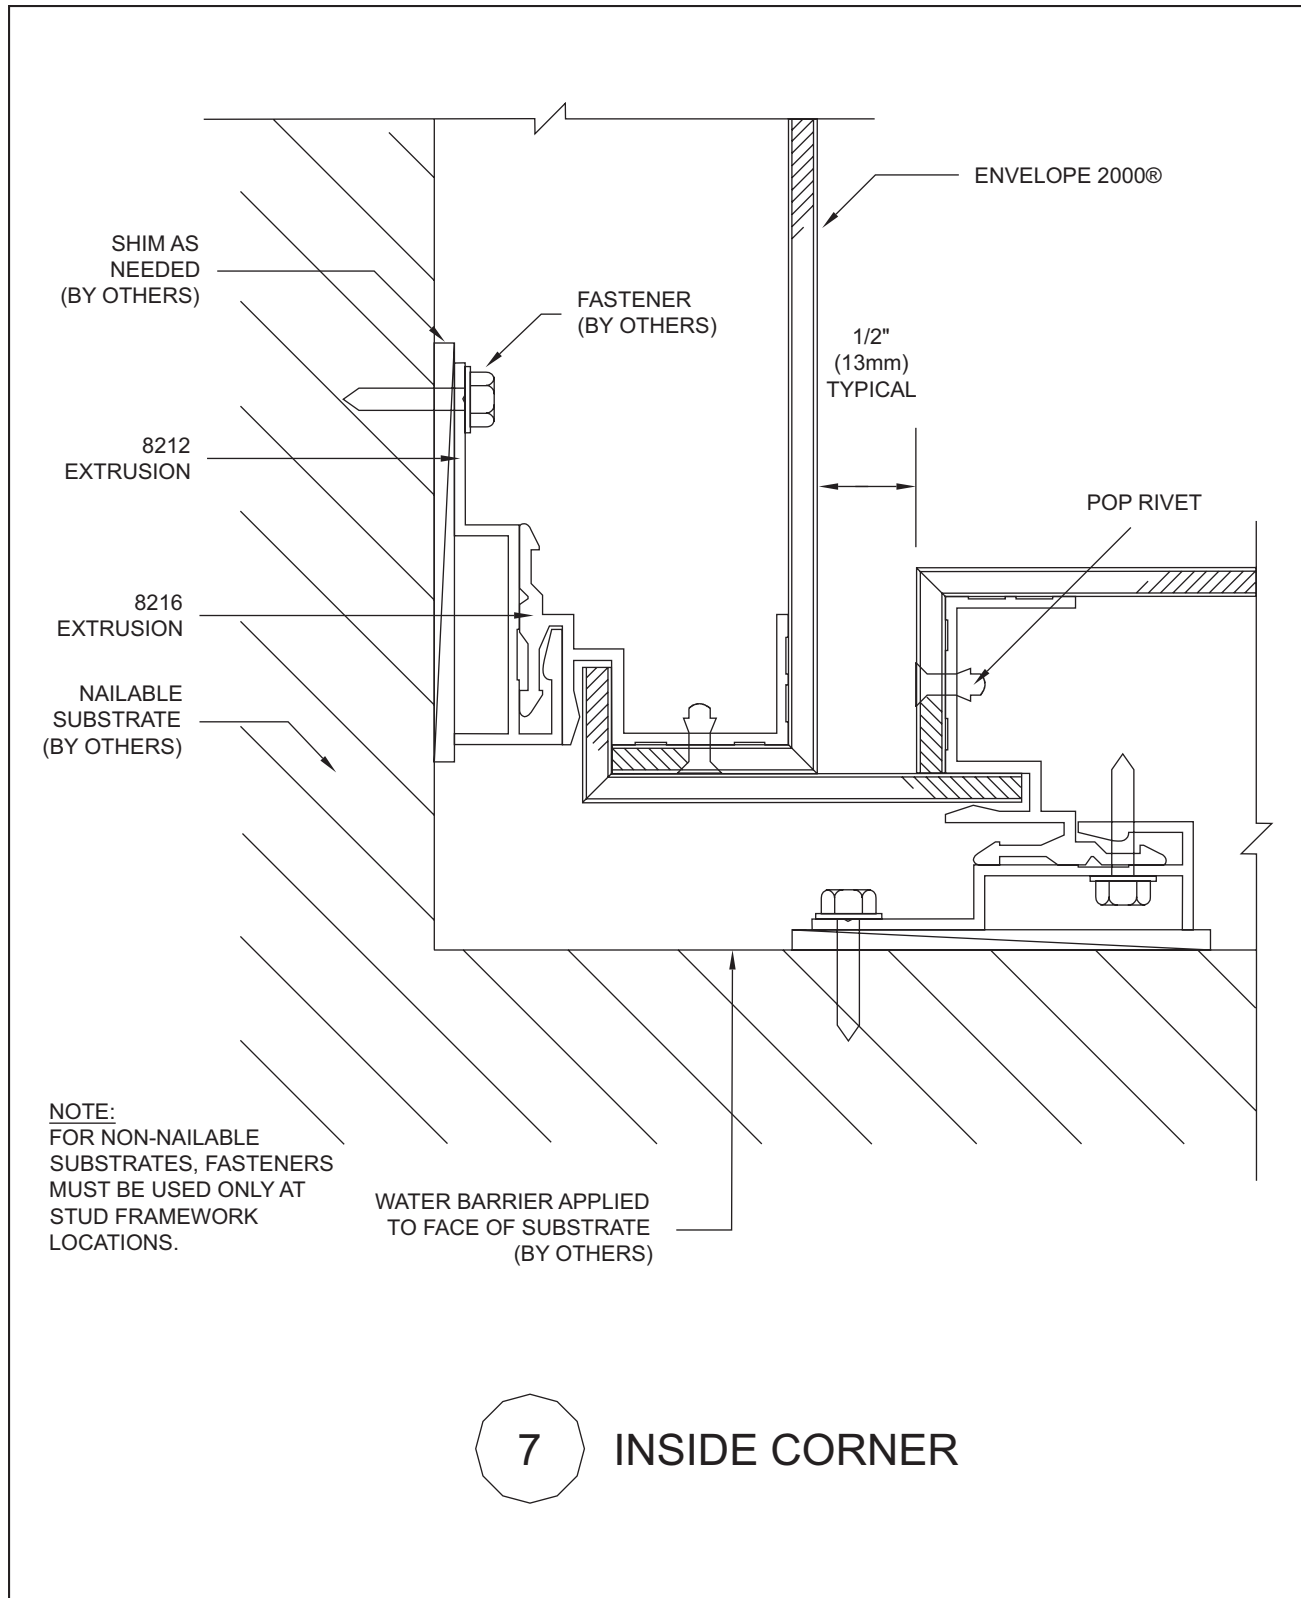 ENVELOPE 2000®
SHIM AS
NEEDED
(BY OTHERS)
FASTENER
(BY OTHERS)
1/2"
(13mm)
TYPICAL
8212
EXTRUSION
POP RIVET
8216
EXTRUSION
NAILABLE
SUBSTRATE
(BY OTHERS)
NOTE:
FOR NON-NAILABLE
SUBSTRATES, FASTENERS
MUST BE USED ONLY AT
STUD FRAMEWORK
LOCATIONS.
WATER BARRIER APPLIED
TO FACE OF SUBSTRATE
(BY OTHERS)
7 INSIDE CORNER